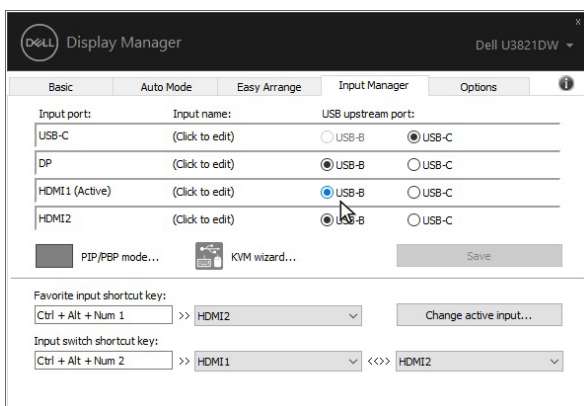 x
DELL Display Manager Dell U3821DW
Basic Auto Mode Easy Arrange Input Manager Options i
Input port: Input name: USB upstream port:
USB-C (Click to edit) USB-B USB-C
DP (Click to edit) USB-B USB-C
HDMI1 (Active) (Click to edit) USB-B USB-C
HDMI2 (Click to edit) USB-B USB-C
PIP/PBP mode... KVM wizard... Save
Favorite input shortcut key:
Ctrl + Alt + Num 1 >> HDMI2 Change active input...
Input switch shortcut key:
Ctrl + Alt + Num 2 >> HDMI1 <<>> HDMI2